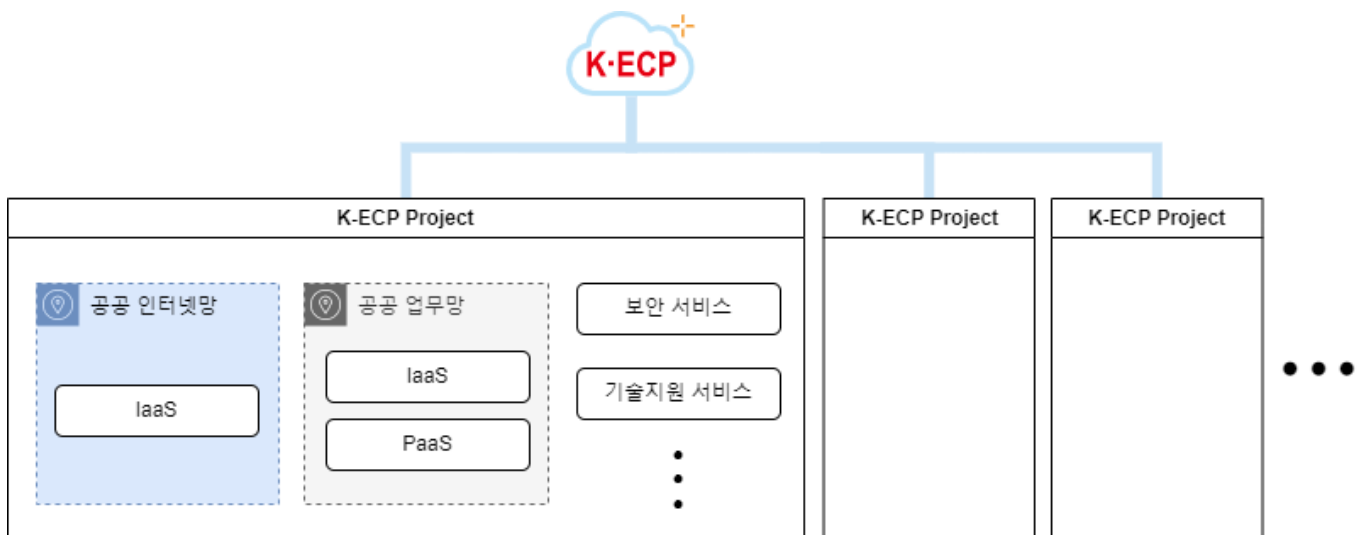 K·ECP
K-ECP Project
K-ECP Project
K-ECP Project
공공 인터넷망
IaaS
공공 업무망
IaaS
PaaS
보안 서비스
기술지원 서비스